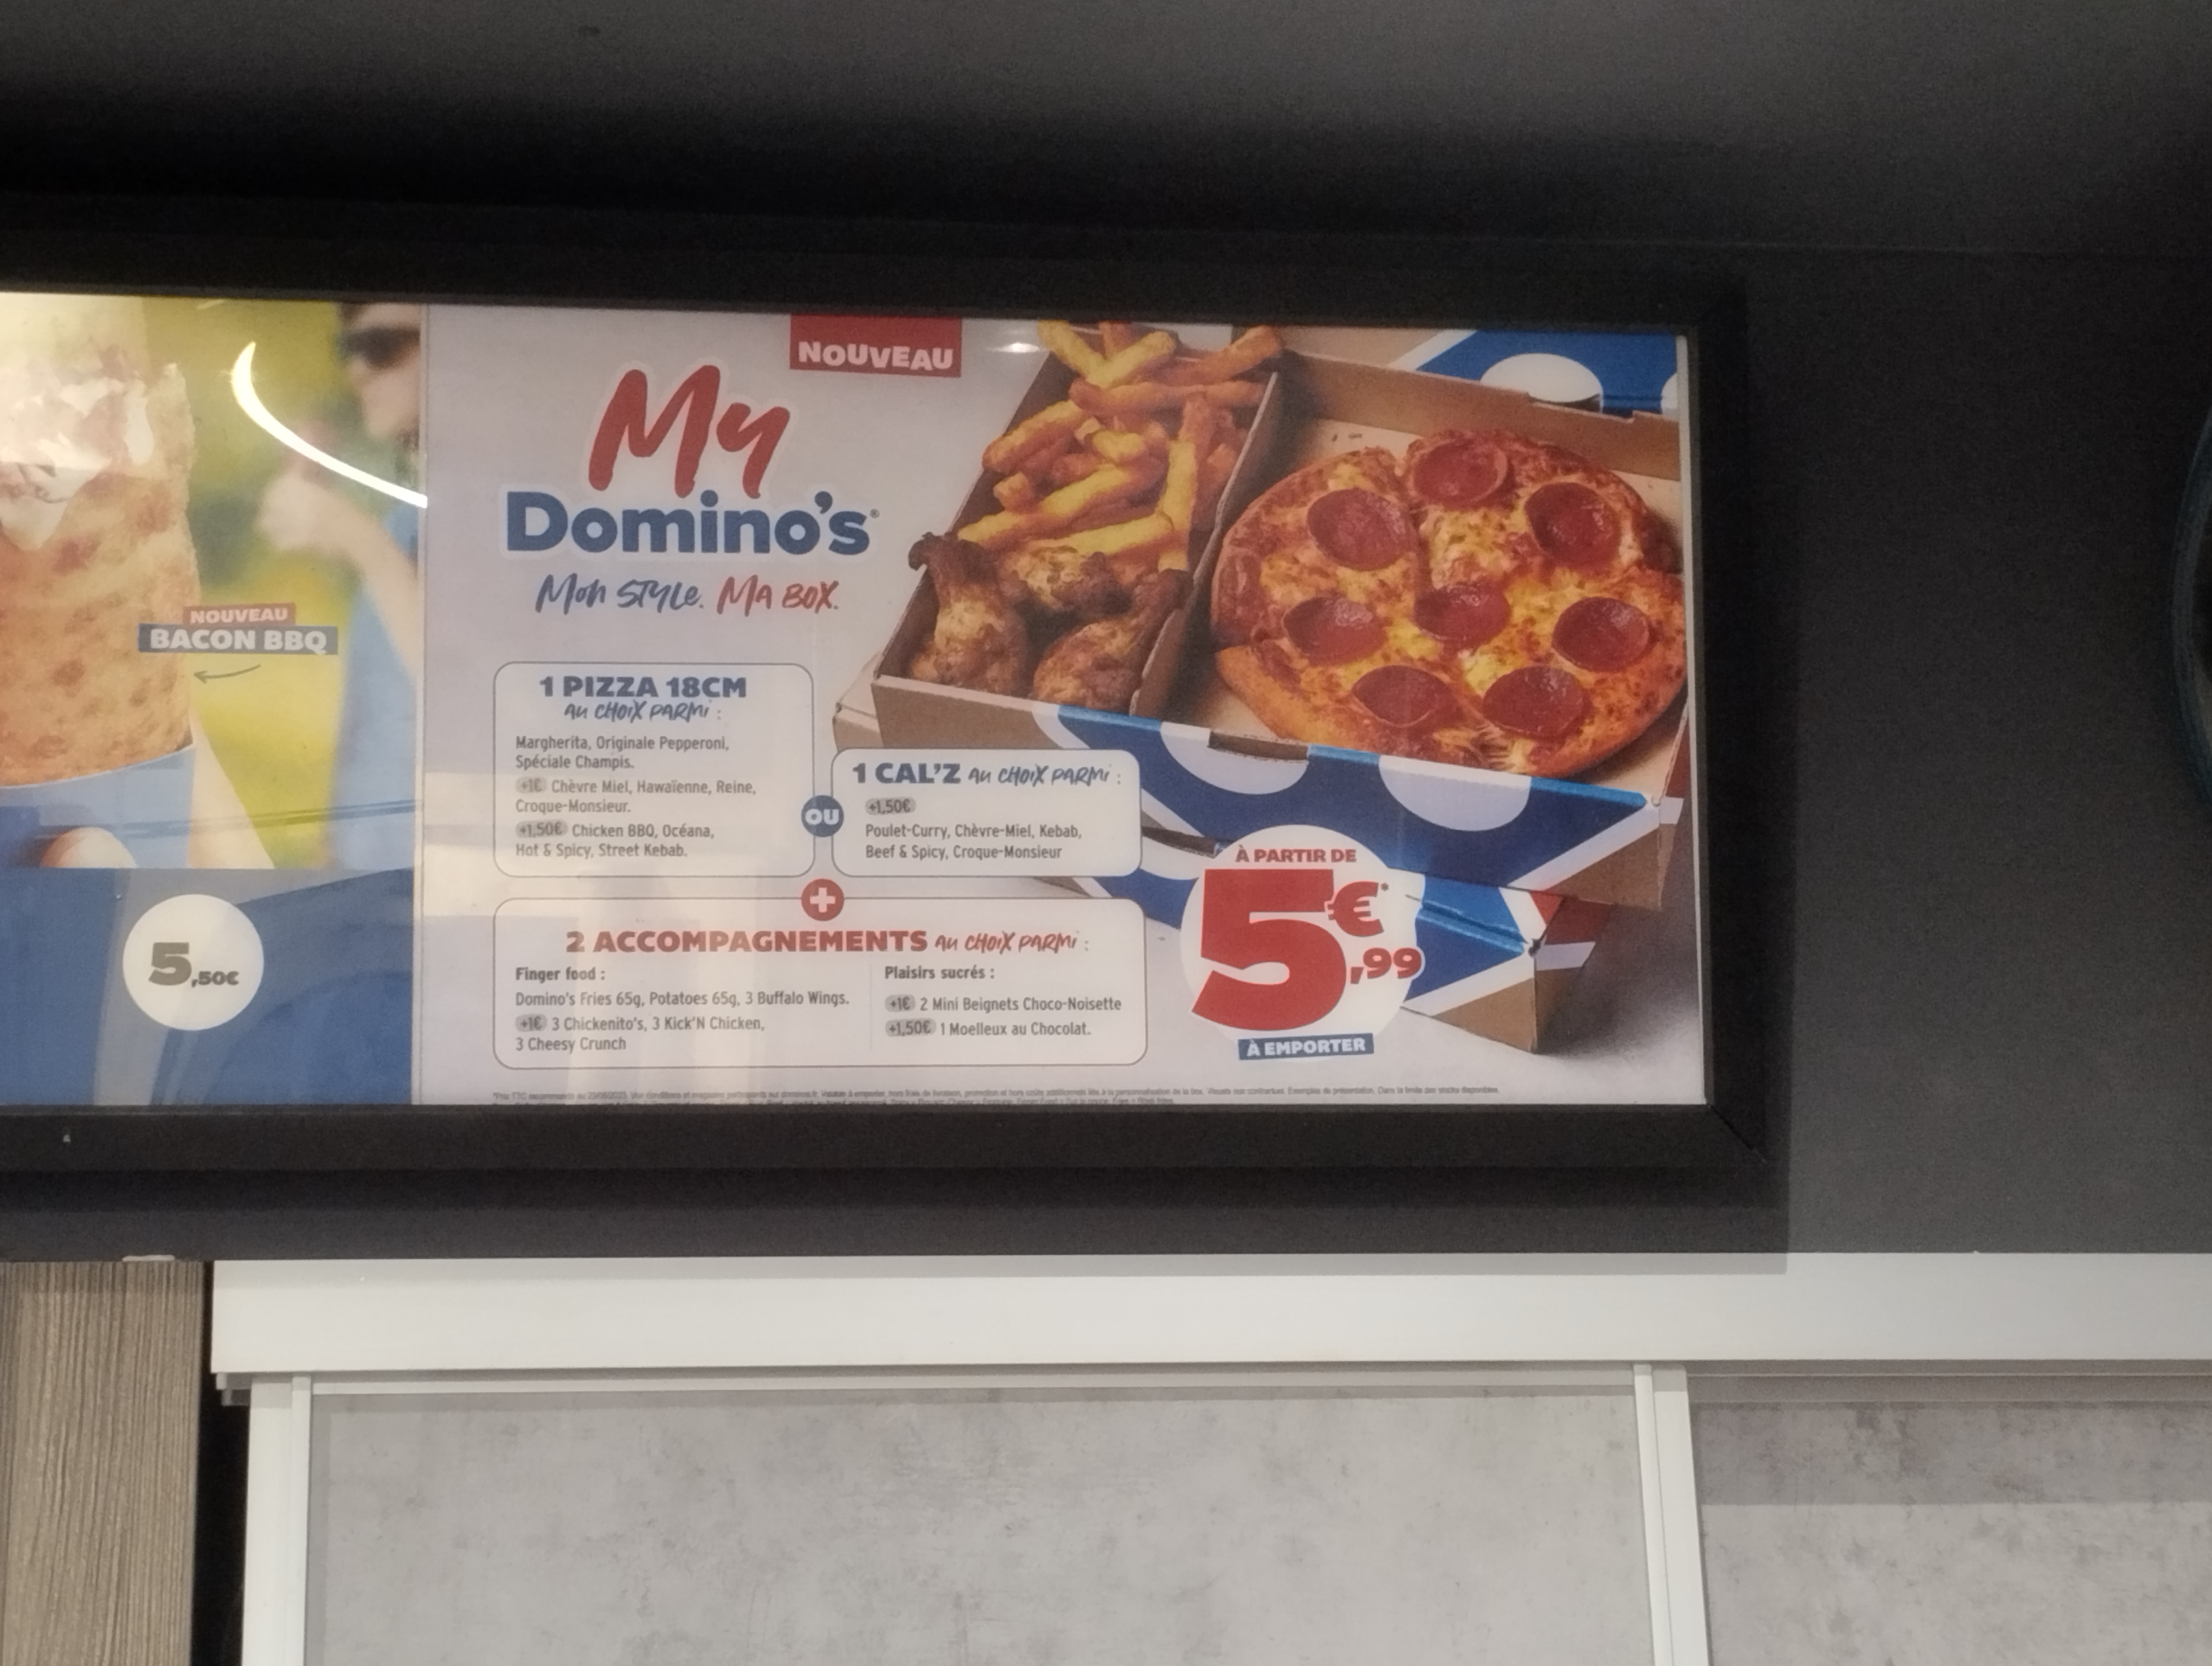 NOUVEAU
BACON BBQ
5,50€
NOUVEAU
My
Domino's®
Mon STYLE. MA BOX.
1 PIZZA 18CM
AU CHOIX PARMI :
Margherita, Originale Pepperoni,
Spéciale Champis.
+1€ Chèvre Miel, Hawaïenne, Reine,
Croque-Monsieur.
+1,50€ Chicken BBQ, Océana,
Hot & Spicy, Street Kebab.
OU
1 CAL'Z AU CHOIX PARMI :
+1,50€
Poulet-Curry, Chèvre-Miel, Kebab,
Beef & Spicy, Croque-Monsieur
+
2 ACCOMPAGNEMENTS AU CHOIX PARMI :
Finger food :
Domino's Fries 65g, Potatoes 65g, 3 Buffalo Wings.
+1€ 3 Chickenito's, 3 Kick'N Chicken,
3 Cheesy Crunch
Plaisirs sucrés :
+1€ 2 Mini Beignets Choco-Noisette
+1,50€ 1 Moelleux au Chocolat.
À PARTIR DE
5€*,99
À EMPORTER